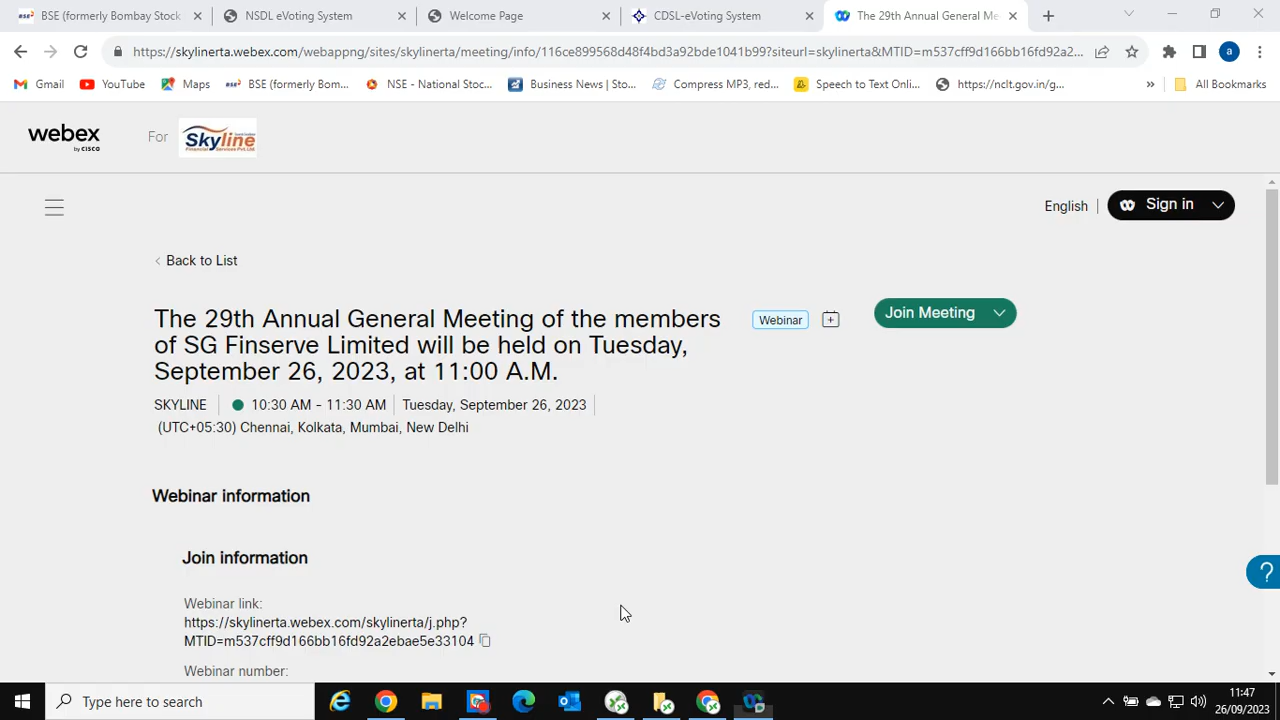 BSE (formerly Bombay Stock
NSDL eVoting System
Welcome Page
CDSL-eVoting System
The 29th Annual General Me
https://skylinerta.webex.com/webappng/sites/skylinerta/meeting/info/116ce899568d48f4bd3a92bde1041b99?siteurl=skylinerta&MTID=m537cff9d166bb16fd92a2...
a
Gmail
YouTube
Maps
BSE (formerly Bom...
NSE - National Stoc...
Business News | Sto...
Compress MP3, red...
Speech to Text Onli...
https://nclt.gov.in/g...
»
All Bookmarks
webex
by CISCO
For
Skyline
Financial Services Pvt. Ltd
English
Sign in
Back to List
The 29th Annual General Meeting of the members
of SG Finserve Limited will be held on Tuesday,
September 26, 2023, at 11:00 A.M.
Webinar
Join Meeting
SKYLINE
10:30 AM - 11:30 AM
Tuesday, September 26, 2023
(UTC+05:30) Chennai, Kolkata, Mumbai, New Delhi
Webinar information
Join information
Webinar link:
https://skylinerta.webex.com/skylinerta/j.php?
MTID=m537cff9d166bb16fd92a2ebae5e33104
Webinar number:
?
Type here to search
11:47
26/09/2023